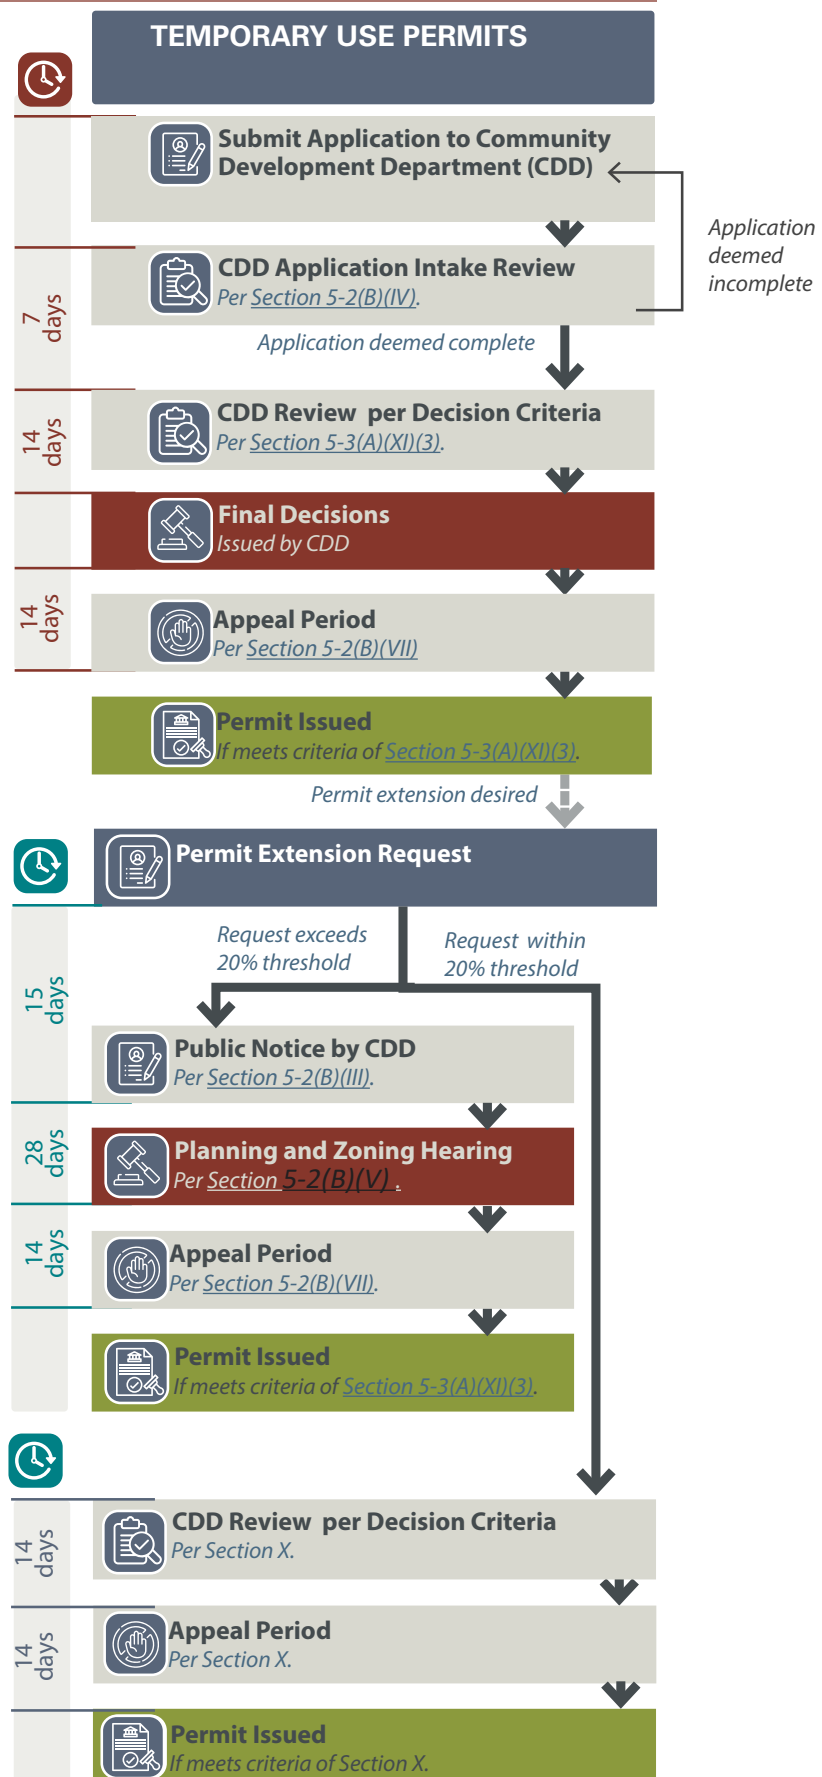 TEMPORARY USE PERMITS
Submit Application to Community
Development Department (CDD)
Application
deemed
incomplete
7
days
CDD Application Intake Review
Per Section 5-2(B)(IV).
Application deemed complete
14
days
CDD Review  per Decision Criteria
Per Section 5-3(A)(XI)(3).
Final Decisions
Issued by CDD
14
days
Appeal Period
Per Section 5-2(B)(VII)
Permit Issued
If meets criteria of Section 5-3(A)(XI)(3).
Permit extension desired
Permit Extension Request
Request exceeds
20% threshold
Request  within
20% threshold
15
days
Public Notice by CDD
Per Section 5-2(B)(III).
28
days
Planning and Zoning Hearing
Per Section 5-2(B)(V) .
14
days
Appeal Period
Per Section 5-2(B)(VII).
Permit Issued
If meets criteria of Section 5-3(A)(XI)(3).
14
days
CDD Review  per Decision Criteria
Per Section X.
14
days
Appeal Period
Per Section X.
Permit Issued
If meets criteria of Section X.